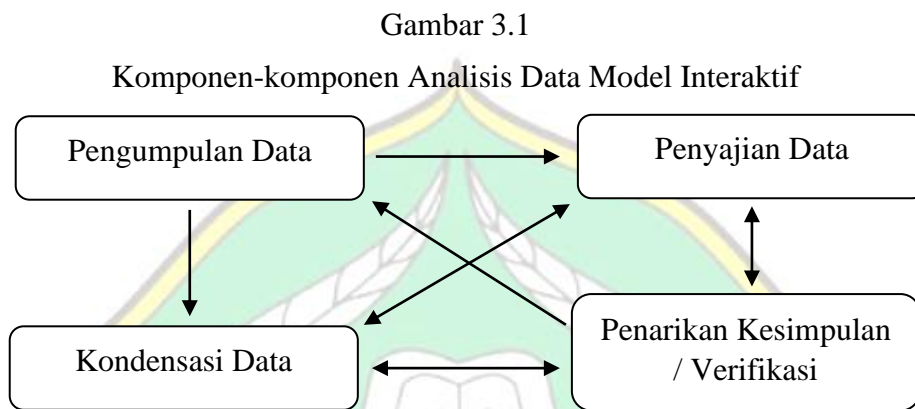 Gambar 3.1
Komponen-komponen Analisis Data Model Interaktif
Pengumpulan Data
Penyajian Data
Kondensasi Data
Penarikan Kesimpulan
/ Verifikasi